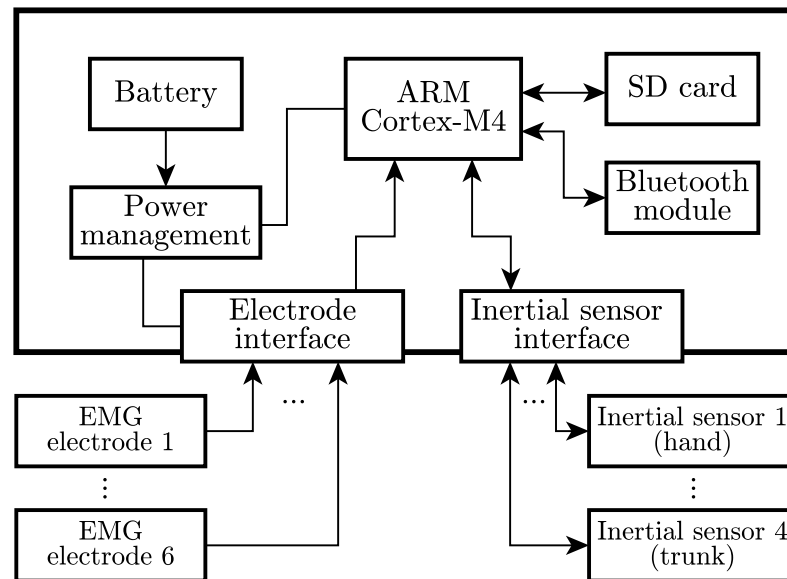 Battery
ARM
Cortex-M4
SD card
Bluetooth
module
Power
management
Electrode
interface
Inertial sensor
interface
...
...
EMG
electrode 1
Inertial sensor 1
(hand)
...
...
EMG
electrode 6
Inertial sensor 4
(trunk)